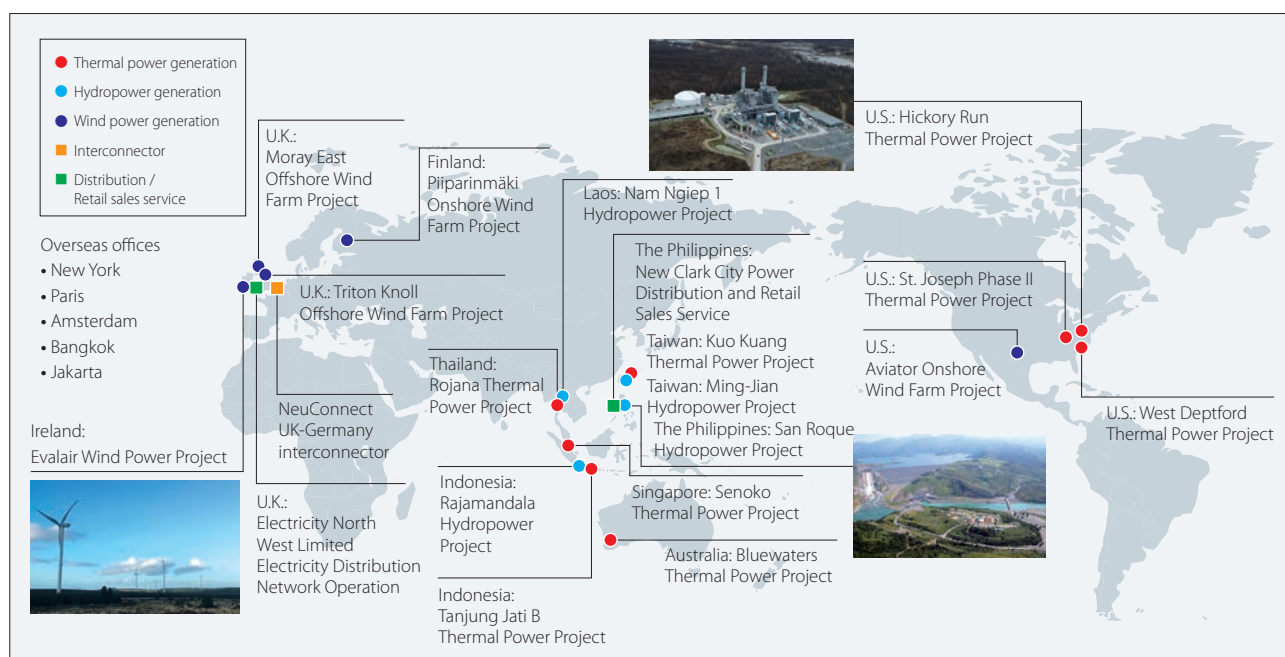 Thermal power generation
Hydropower generation
Wind power generation
Interconnector
Distribution /
Retail sales service
Overseas offices
• New York
• Paris
• Amsterdam
• Bangkok
• Jakarta
U.K.:
Moray East
Offshore Wind
Farm Project
Finland:
Piiparinmäki
Onshore Wind
Farm Project
U.K.: Triton Knoll
Offshore Wind Farm Project
Ireland:
Evalair Wind Power Project
NeuConnect
UK-Germany
interconnector
U.K.:
Electricity North
West Limited
Electricity Distribution
Network Operation
Laos: Nam Ngiep 1
Hydropower Project
The Philippines:
New Clark City Power
Distribution and Retail
Sales Service
Thailand:
Rojana Thermal
Power Project
Taiwan: Kuo Kuang
Thermal Power Project
Taiwan: Ming-Jian
Hydropower Project
The Philippines: San Roque
Hydropower Project
Indonesia:
Rajamandala
Hydropower
Project
Indonesia:
Tanjung Jati B
Thermal Power Project
Singapore: Senoko
Thermal Power Project
Australia: Bluewaters
Thermal Power Project
U.S.: Hickory Run
Thermal Power Project
U.S.: St. Joseph Phase II
Thermal Power Project
U.S.:
Aviator Onshore
Wind Farm Project
U.S.: West Deptford
Thermal Power Project